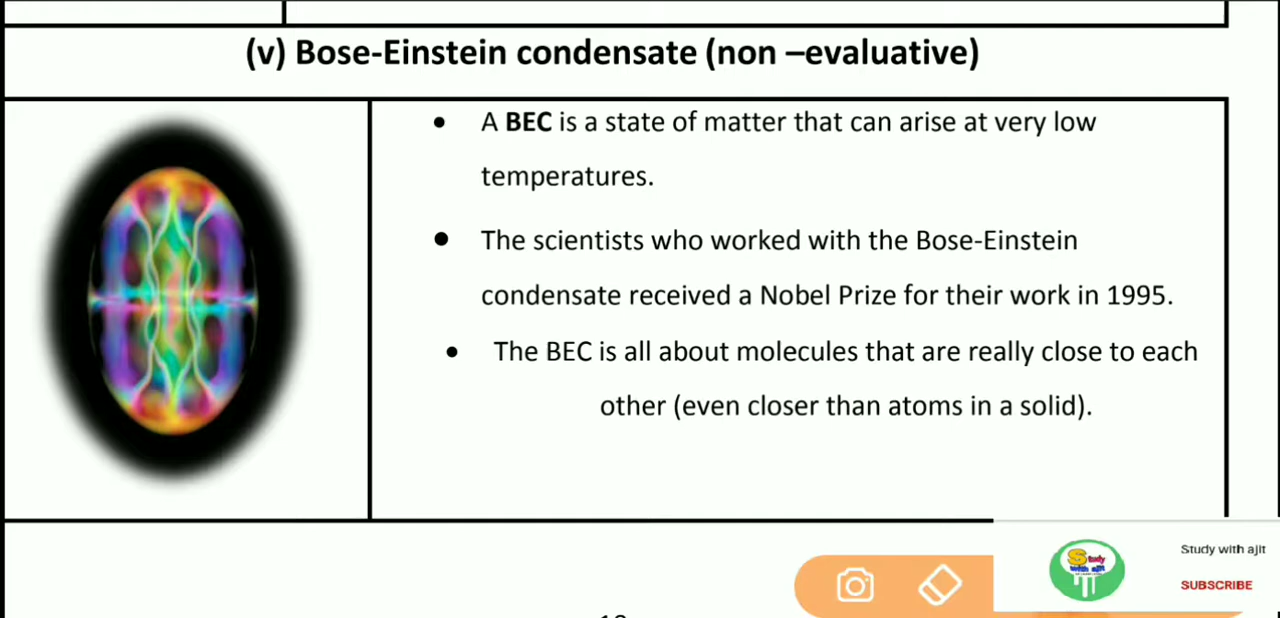 (v) Bose-Einstein condensate (non –evaluative)
• A BEC is a state of matter that can arise at very low
temperatures.
• The scientists who worked with the Bose-Einstein
condensate received a Nobel Prize for their work in 1995.
• The BEC is all about molecules that are really close to each
other (even closer than atoms in a solid).
Study
with ajit
Study with ajit
SUBSCRIBE